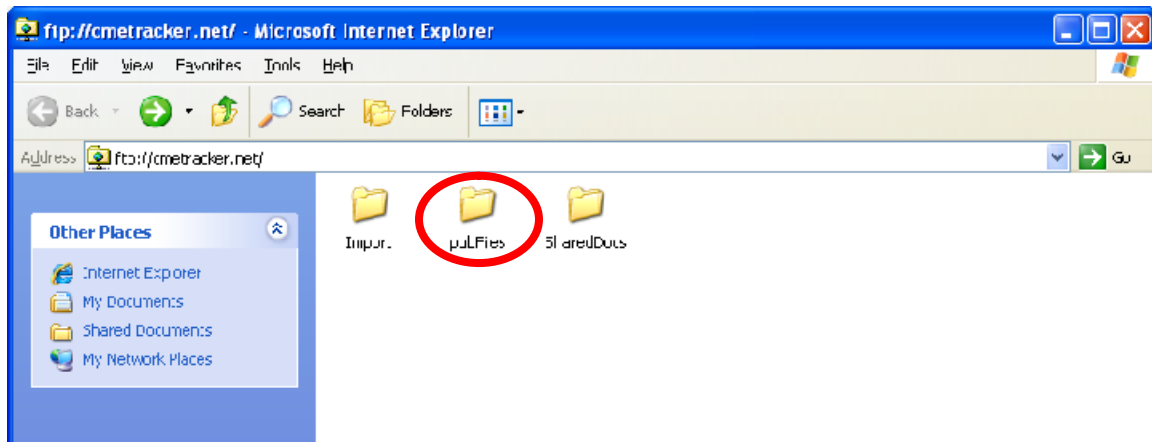 ftp://cmetracker.net/ - Microsoft Internet Explorer
File Edit View Favorites Tools Help
Back Search Folders
Address ftp://cmetracker.net/ Go
Import SharedDocs
Other Places
Internet Explorer
My Documents
Shared Documents
My Network Places